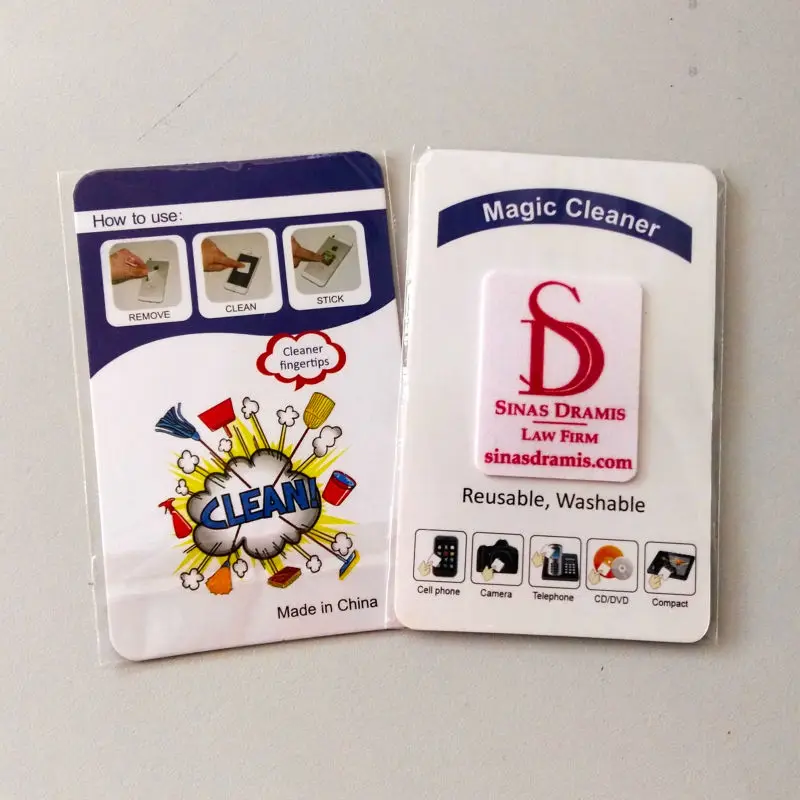 How to use:
REMOVE
CLEAN
STICK
Cleaner
fingertips
CLEAN!
Made in China
Magic Cleaner
SD
SINAS DRAMIS
LAW FIRM
sinasdramis.com
Reusable, Washable
Cell phone
Camera
Telephone
CD/DVD
Compact